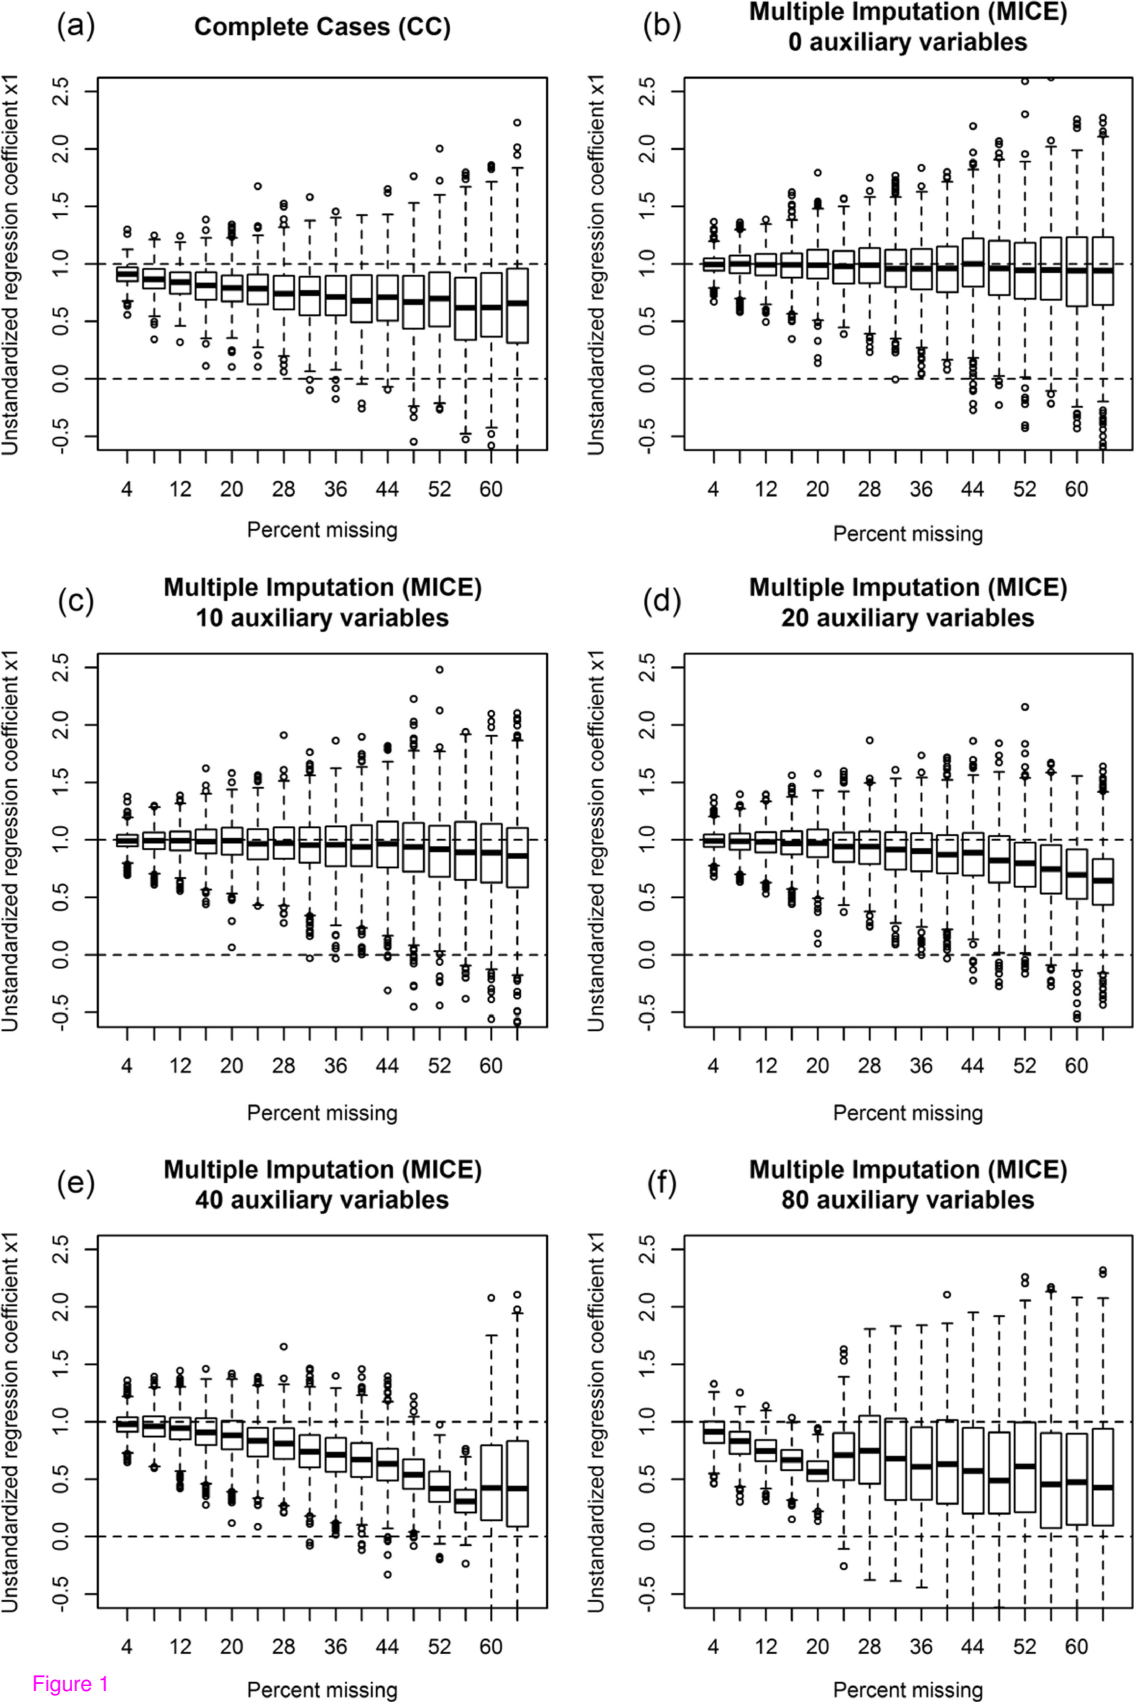 (a)
Complete Cases (CC)
Unstandardized regression coefficient x1
2.5
2.0
1.5
1.0
0.5
0.0
-0.5
4 12 20 28 36 44 52 60
Percent missing
(b)
Multiple Imputation (MICE)
0 auxiliary variables
Unstandardized regression coefficient x1
2.5
2.0
1.5
1.0
0.5
0.0
-0.5
4 12 20 28 36 44 52 60
Percent missing
(c)
Multiple Imputation (MICE)
10 auxiliary variables
Unstandardized regression coefficient x1
2.5
2.0
1.5
1.0
0.5
0.0
-0.5
4 12 20 28 36 44 52 60
Percent missing
(d)
Multiple Imputation (MICE)
20 auxiliary variables
Unstandardized regression coefficient x1
2.5
2.0
1.5
1.0
0.5
0.0
-0.5
4 12 20 28 36 44 52 60
Percent missing
(e)
Multiple Imputation (MICE)
40 auxiliary variables
Unstandardized regression coefficient x1
2.5
2.0
1.5
1.0
0.5
0.0
-0.5
4 12 20 28 36 44 52 60
Percent missing
(f)
Multiple Imputation (MICE)
80 auxiliary variables
Unstandardized regression coefficient x1
2.5
2.0
1.5
1.0
0.5
0.0
-0.5
4 12 20 28 36 44 52 60
Percent missing
Figure 1